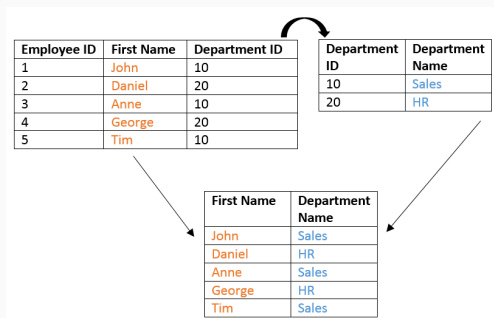 Employee ID First Name Department ID
1 John 10
2 Daniel 20
3 Anne 10
4 George 20
5 Tim 10
Department Department
ID Name
10 Sales
20 HR
First Name Department
Name
John Sales
Daniel HR
Anne Sales
George HR
Tim Sales